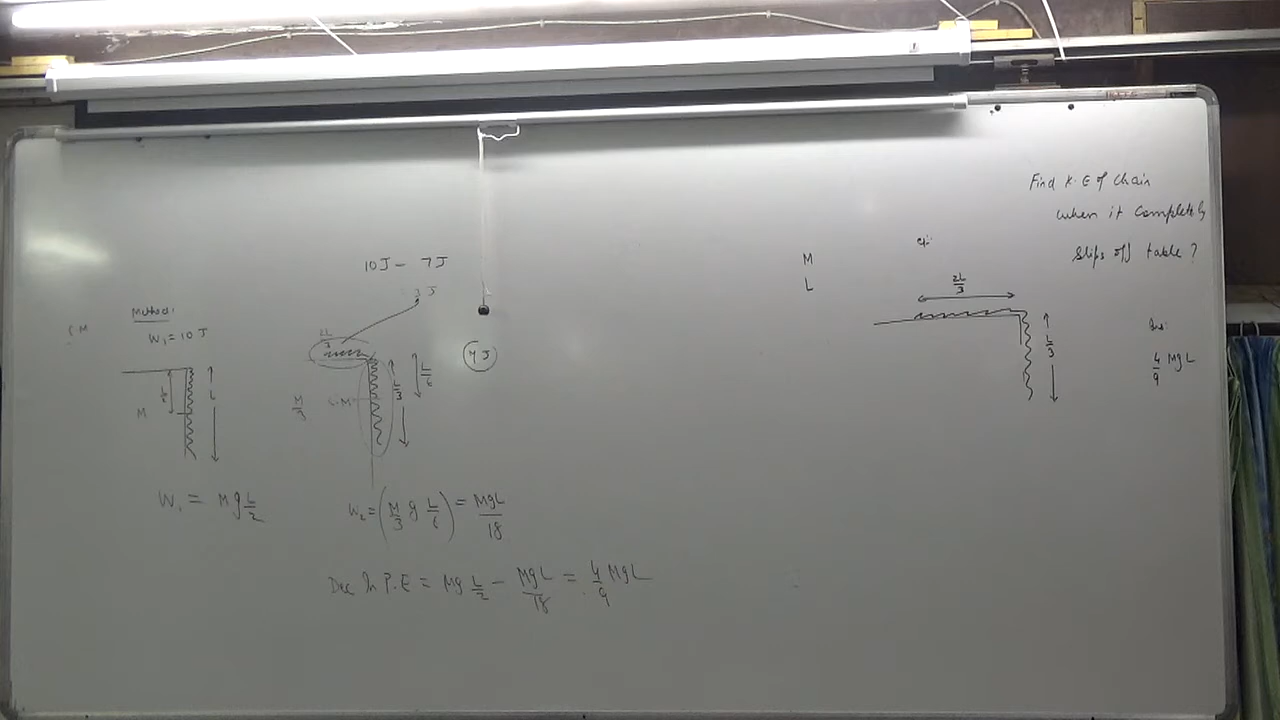 Find K.E of Chain
when it Completely
Slips off table?
M
L
2L/3
L/3
Ans:
4/9 MgL
10J - 7J
3J
7J
Method:
W₁ = 10 J
L/2
L
M
M/3
L/3
L/6
W₁ = Mg L/2
W₂ = (M/3 g L/6) = MgL/18
Dec In P.E = Mg L/2 - MgL/18 = 4/9 MgL